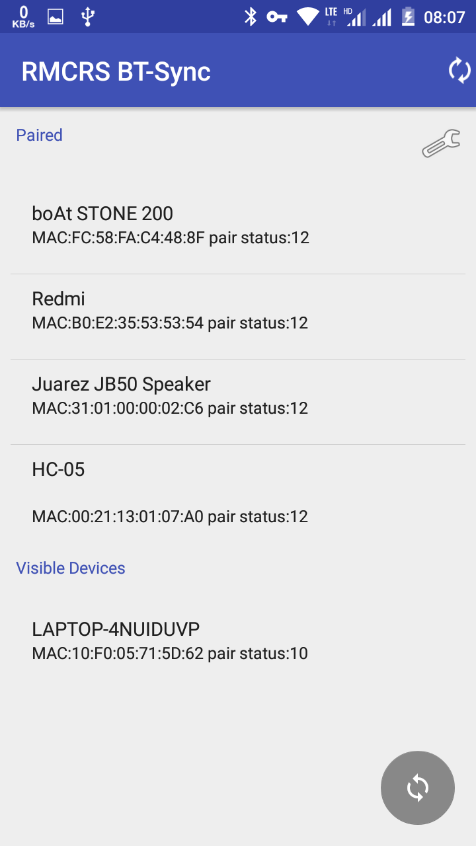 0
KB/s
LTE
HD
08:07
RMCRS BT-Sync
Paired
boAt STONE 200
MAC:FC:58:FA:C4:48:8F pair status:12
Redmi
MAC:B0:E2:35:53:53:54 pair status:12
Juarez JB50 Speaker
MAC:31:01:00:00:02:C6 pair status:12
HC-05
MAC:00:21:13:01:07:A0 pair status:12
Visible Devices
LAPTOP-4NUIDUVP
MAC:10:F0:05:71:5D:62 pair status:10